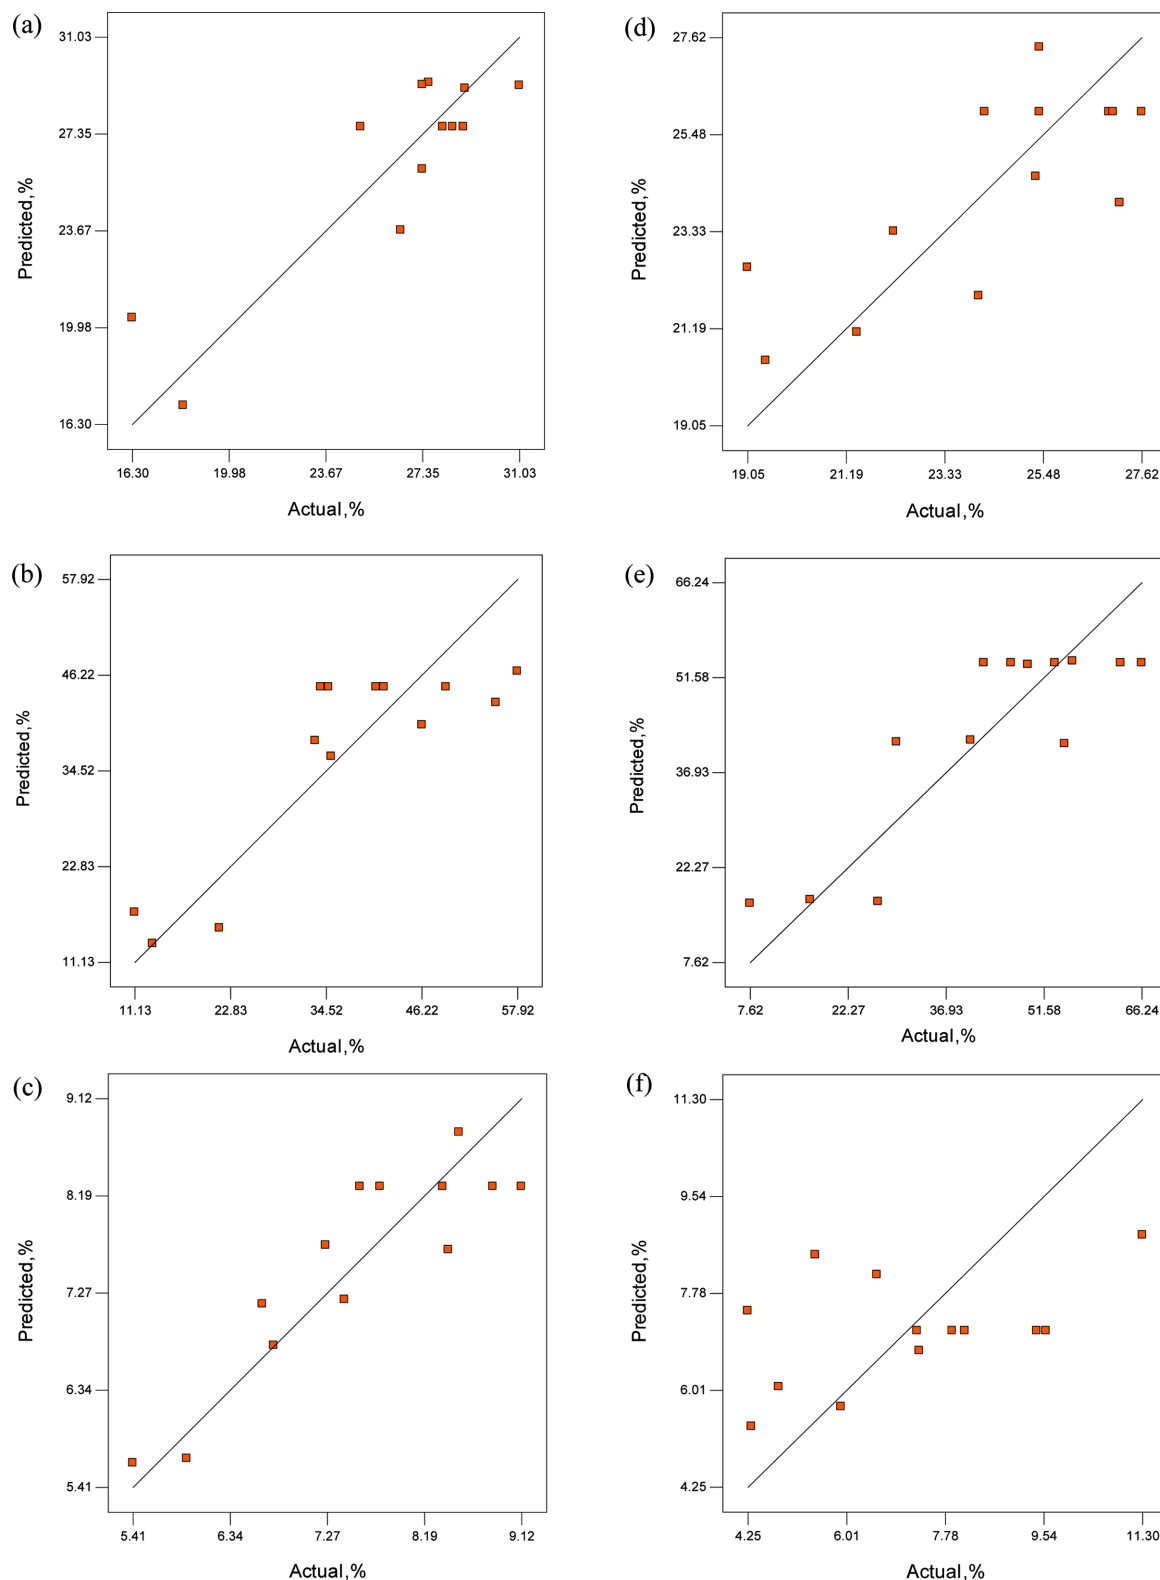 (a)
31.03
27.35
23.67
19.98
16.30
Predicted,%
16.30 19.98 23.67 27.35 31.03
Actual,%
(d)
27.62
25.48
23.33
21.19
19.05
Predicted,%
19.05 21.19 23.33 25.48 27.62
Actual,%
(b)
57.92
46.22
34.52
22.83
11.13
Predicted,%
11.13 22.83 34.52 46.22 57.92
Actual,%
(e)
66.24
51.58
36.93
22.27
7.62
Predicted,%
7.62 22.27 36.93 51.58 66.24
Actual,%
(c)
9.12
8.19
7.27
6.34
5.41
Predicted,%
5.41 6.34 7.27 8.19 9.12
Actual,%
(f)
11.30
9.54
7.78
6.01
4.25
Predicted,%
4.25 6.01 7.78 9.54 11.30
Actual,%